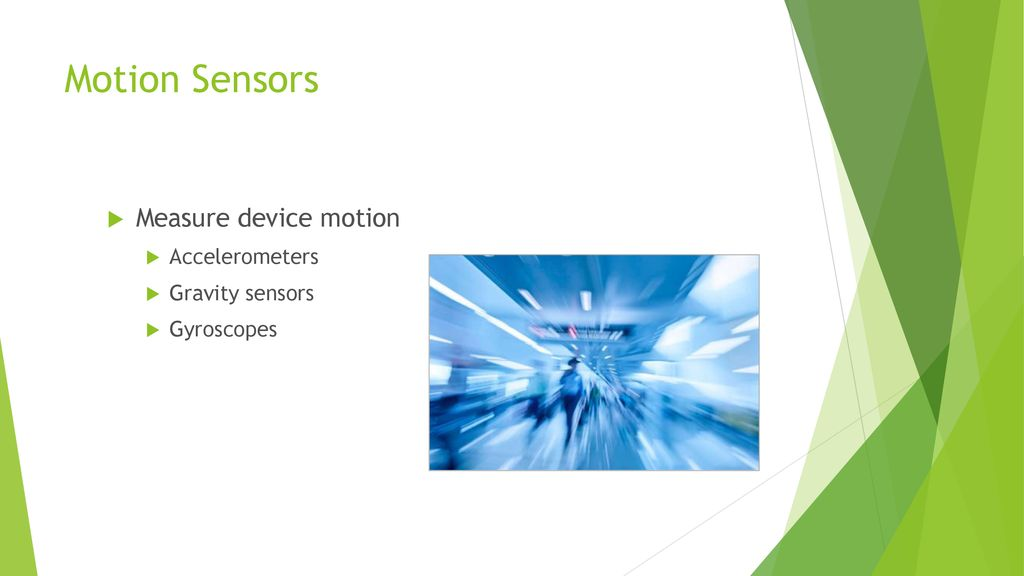 Motion Sensors
Measure device motion
Accelerometers
Gravity sensors
Gyroscopes